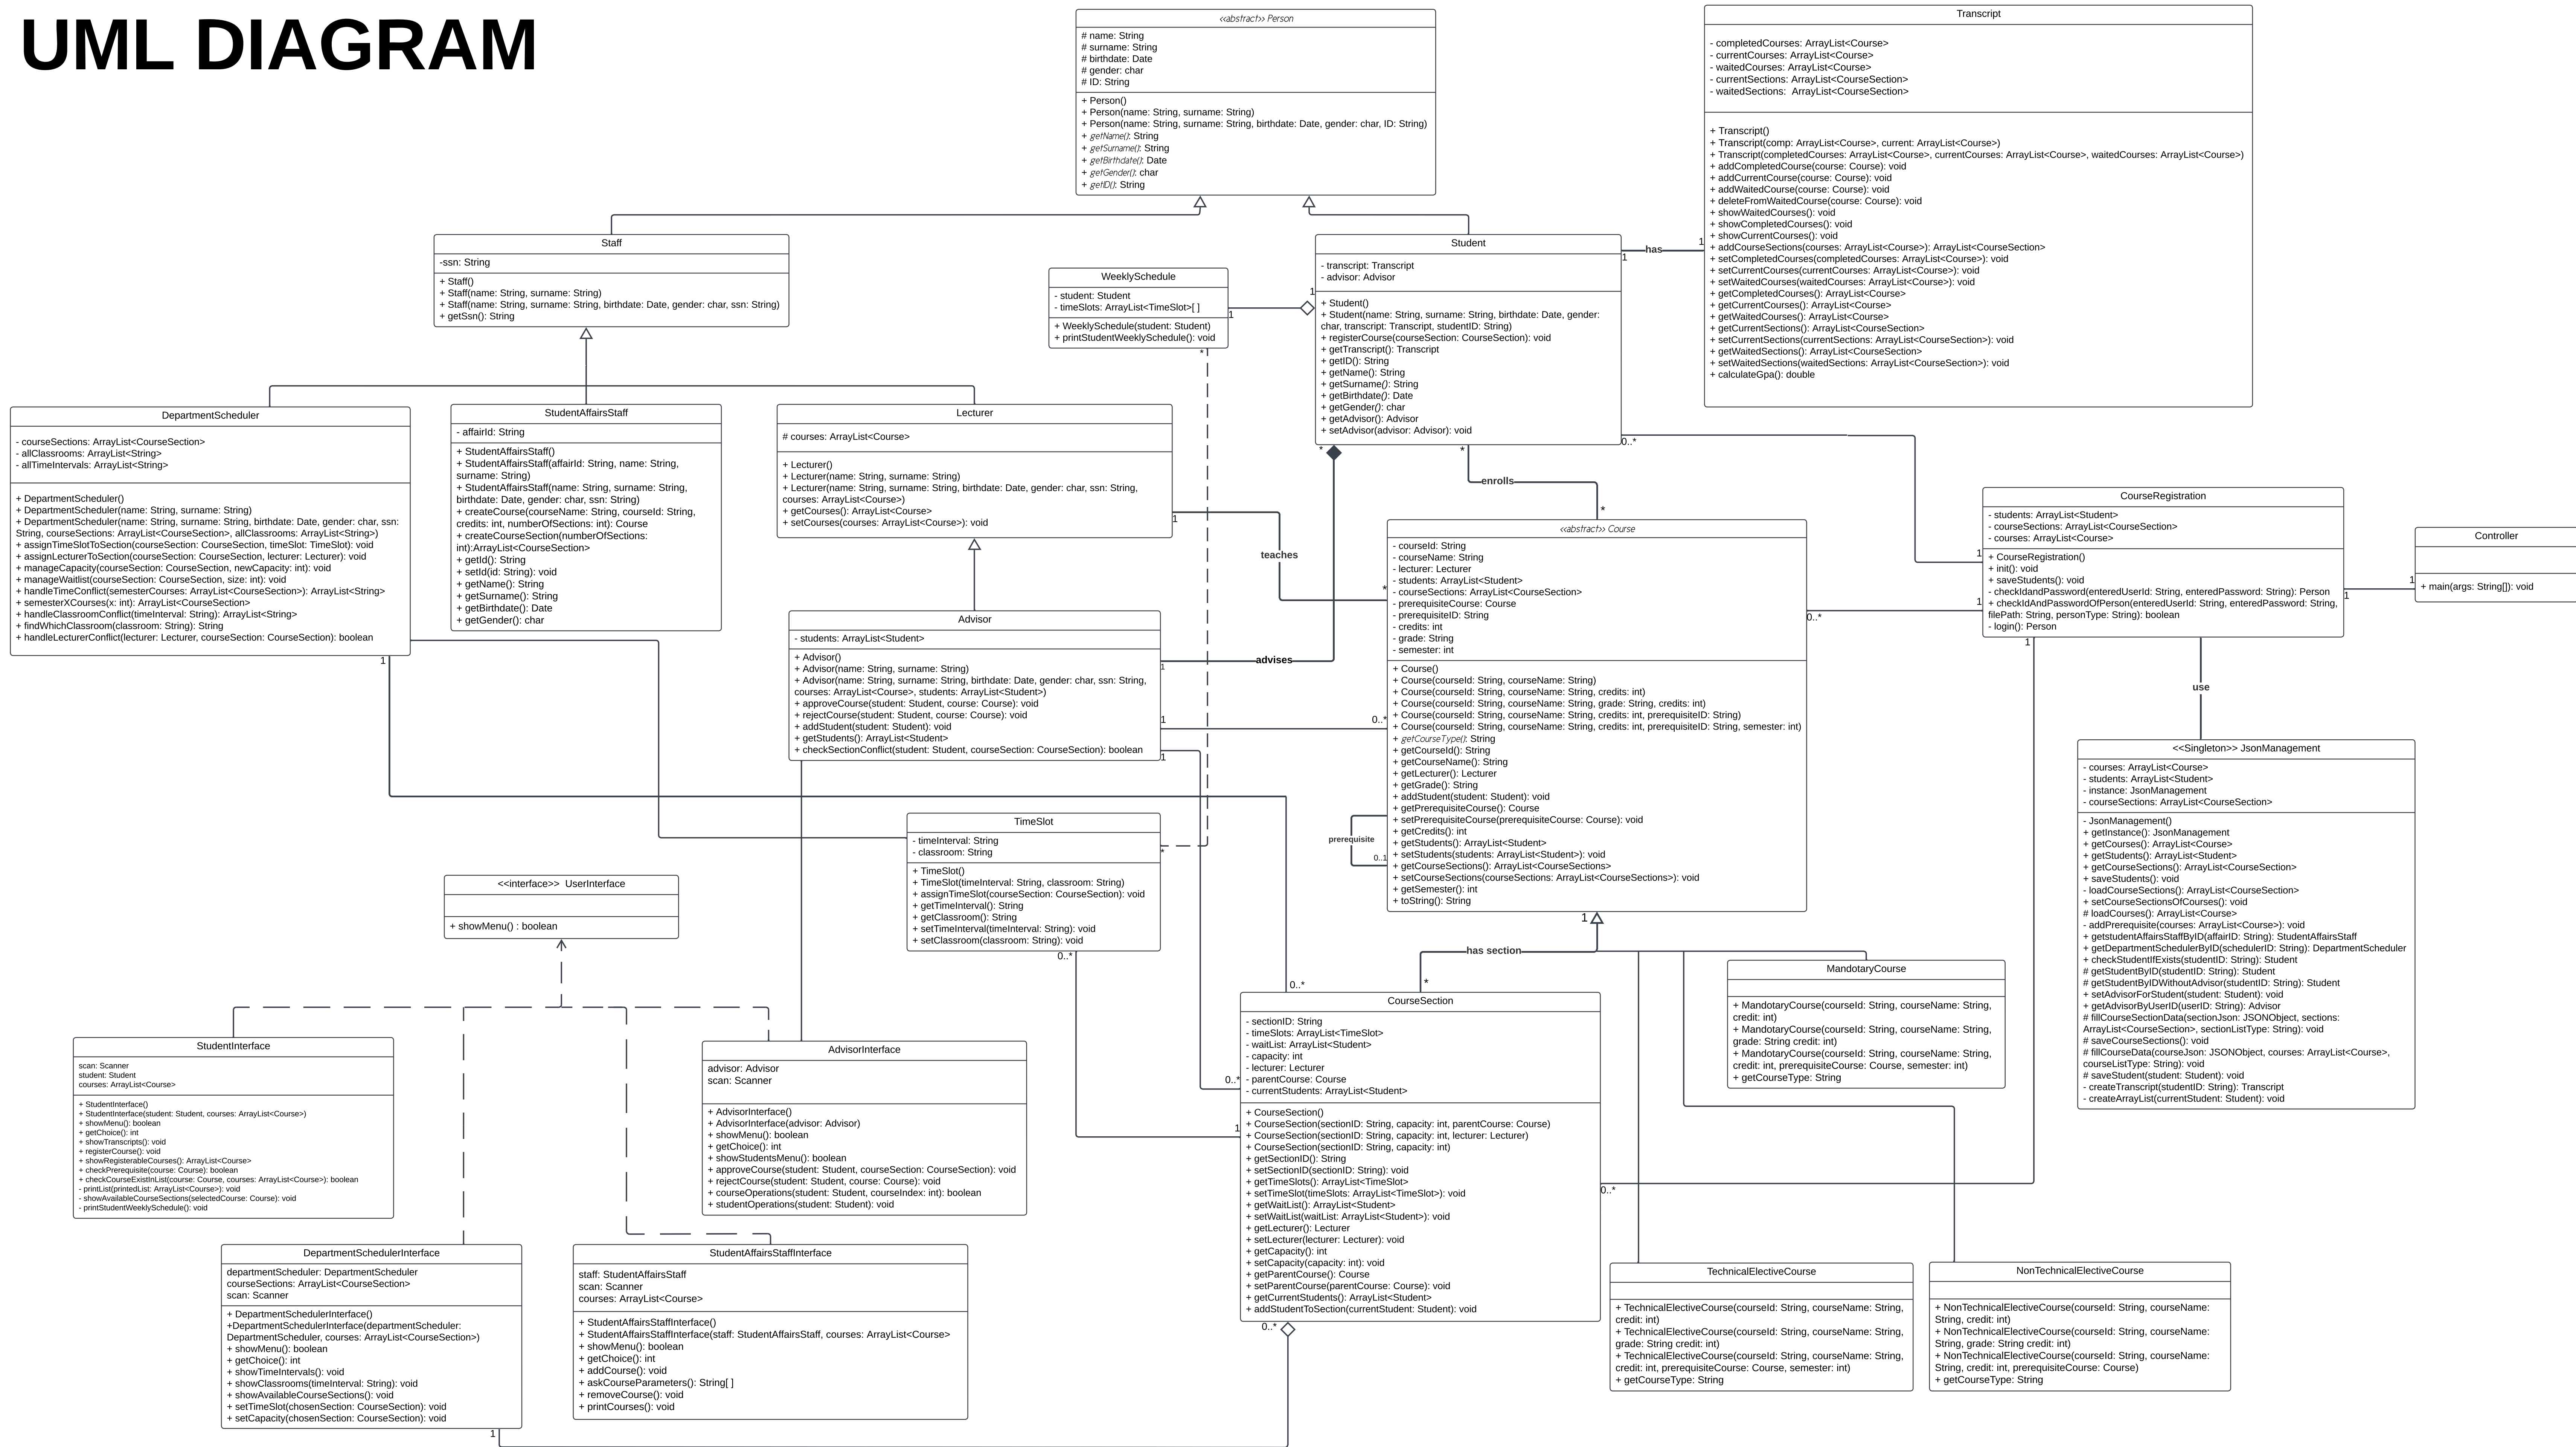 UML DIAGRAM
<<abstract>> Person
# name: String
# surname: String
# birthdate: Date
# gender: char
# ID: String
+ Person()
+ Person(name: String, surname: String)
+ Person(name: String, surname: String, birthdate: Date, gender: char, ID: String)
+ getName(): String
+ getSurname(): String
+ getBirthdate(): Date
+ getGender(): char
+ getID(): String
Transcript
- completedCourses: ArrayList<Course>
- currentCourses: ArrayList<Course>
- waitedCourses: ArrayList<Course>
- currentSections: ArrayList<CourseSection>
- waitedSections:  ArrayList<CourseSection>
+ Transcript()
+ Transcript(comp: ArrayList<Course>, current: ArrayList<Course>)
+ Transcript(completedCourses: ArrayList<Course>, currentCourses: ArrayList<Course>, waitedCourses: ArrayList<Course>)
+ addCompletedCourse(course: Course): void
+ addCurrentCourse(course: Course): void
+ addWaitedCourse(course: Course): void
+ deleteFromWaitedCourse(course: Course): void
+ showWaitedCourses(): void
+ showCompletedCourses(): void
+ showCurrentCourses(): void
+ addCourseSections(courses: ArrayList<Course>): ArrayList<CourseSection>
+ setCompletedCourses(completedCourses: ArrayList<Course>): void
+ setCurrentCourses(currentCourses: ArrayList<Course>): void
+ setWaitedCourses(waitedCourses: ArrayList<Course>): void
+ getCompletedCourses(): ArrayList<Course>
+ getCurrentCourses(): ArrayList<Course>
+ getWaitedCourses(): ArrayList<Course>
+ getCurrentSections(): ArrayList<CourseSection>
+ setCurrentSections(currentSections: ArrayList<CourseSection>): void
+ getWaitedSections(): ArrayList<CourseSection>
+ setWaitedSections(waitedSections: ArrayList<CourseSection>): void
+ calculateGpa(): double
Staff
-ssn: String
+ Staff()
+ Staff(name: String, surname: String)
+ Staff(name: String, surname: String, birthdate: Date, gender: char, ssn: String)
+ getSsn(): String
WeeklySchedule
- student: Student
- timeSlots: ArrayList<TimeSlot>[ ]
+ WeeklySchedule(student: Student)
+ printStudentWeeklySchedule(): void
1
1
*
Student
- transcript: Transcript
- advisor: Advisor
+ Student()
+ Student(name: String, surname: String, birthdate: Date, gender:
char, transcript: Transcript, studentID: String)
+ registerCourse(courseSection: CourseSection): void
+ getTranscript(): Transcript
+ getID(): String
+ getName(): String
+ getSurname(): String
+ getBirthdate(): Date
+ getGender(): char
+ getAdvisor(): Advisor
+ setAdvisor(advisor: Advisor): void
1
has
1
0..*
*
*
enrolls
*
DepartmentScheduler
- courseSections: ArrayList<CourseSection>
- allClassrooms: ArrayList<String>
- allTimeIntervals: ArrayList<String>
+ DepartmentScheduler()
+ DepartmentScheduler(name: String, surname: String)
+ DepartmentScheduler(name: String, surname: String, birthdate: Date, gender: char, ssn:
String, courseSections: ArrayList<CourseSection>, allClassrooms: ArrayList<String>)
+ assignTimeSlotToSection(courseSection: CourseSection, timeSlot: TimeSlot): void
+ assignLecturerToSection(courseSection: CourseSection, lecturer: Lecturer): void
+ manageCapacity(courseSection: CourseSection, newCapacity: int): void
+ manageWaitlist(courseSection: CourseSection, size: int): void
+ handleTimeConflict(semesterCourses: ArrayList<CourseSection>): ArrayList<String>
+ semesterXCourses(x: int): ArrayList<CourseSection>
+ handleClassroomConflict(timeInterval: String): ArrayList<String>
+ findWhichClassroom(classroom: String): String
+ handleLecturerConflict(lecturer: Lecturer, courseSection: CourseSection): boolean
1
StudentAffairsStaff
- affairId: String
+ StudentAffairsStaff()
+ StudentAffairsStaff(affairId: String, name: String,
surname: String)
+ StudentAffairsStaff(name: String, surname: String,
birthdate: Date, gender: char, ssn: String)
+ createCourse(courseName: String, courseId: String,
credits: int, numberOfSections: int): Course
+ createCourseSection(numberOfSections:
int):ArrayList<CourseSection>
+ getId(): String
+ setId(id: String): void
+ getName(): String
+ getSurname(): String
+ getBirthdate(): Date
+ getGender(): char
Lecturer
# courses: ArrayList<Course>
+ Lecturer()
+ Lecturer(name: String, surname: String)
+ Lecturer(name: String, surname: String, birthdate: Date, gender: char, ssn: String,
courses: ArrayList<Course>)
+ getCourses(): ArrayList<Course>
+ setCourses(courses: ArrayList<Course>): void
1
teaches
*
Advisor
- students: ArrayList<Student>
+ Advisor()
+ Advisor(name: String, surname: String)
+ Advisor(name: String, surname: String, birthdate: Date, gender: char, ssn: String,
courses: ArrayList<Course>, students: ArrayList<Student>)
+ approveCourse(student: Student, course: Course): void
+ rejectCourse(student: Student, course: Course): void
+ addStudent(student: Student): void
+ getStudents(): ArrayList<Student>
+ checkSectionConflict(student: Student, courseSection: CourseSection): boolean
1
advises
1
0..*
1
<<abstract>> Course
- courseId: String
- courseName: String
- lecturer: Lecturer
- students: ArrayList<Student>
- courseSections: ArrayList<CourseSection>
- prerequisiteCourse: Course
- prerequisiteID: String
- credits: int
- grade: String
- semester: int
+ Course()
+ Course(courseId: String, courseName: String)
+ Course(courseId: String, courseName: String, credits: int)
+ Course(courseId: String, courseName: String, grade: String, credits: int)
+ Course(courseId: String, courseName: String, credits: int, prerequisiteID: String)
+ Course(courseId: String, courseName: String, credits: int, prerequisiteID: String, semester: int)
+ getCourseType(): String
+ getCourseId(): String
+ getCourseName(): String
+ getLecturer(): Lecturer
+ getGrade(): String
+ addStudent(student: Student): void
+ getPrerequisiteCourse(): Course
+ setPrerequisiteCourse(prerequisiteCourse: Course): void
+ getCredits(): int
+ getStudents(): ArrayList<Student>
+ setStudents(students: ArrayList<Student>): void
+ getCourseSections(): ArrayList<CourseSections>
+ setCourseSections(courseSections: ArrayList<CourseSections>): void
+ getSemester(): int
+ toString(): String
prerequisite
0..1
0..*
1
has section
*
CourseRegistration
- students: ArrayList<Student>
- courseSections: ArrayList<CourseSection>
- courses: ArrayList<Course>
+ CourseRegistration()
+ init(): void
+ saveStudents(): void
- checkIdandPassword(enteredUserId: String, enteredPassword: String): Person
+ checkIdAndPasswordOfPerson(enteredUserId: String, enteredPassword: String,
filePath: String, personType: String): boolean
- login(): Person
1
1
1
1
1
use
Controller
+ main(args: String[]): void
<<Singleton>> JsonManagement
- courses: ArrayList<Course>
- students: ArrayList<Student>
- instance: JsonManagement
- courseSections: ArrayList<CourseSection>
- JsonManagement()
+ getInstance(): JsonManagement
+ getCourses(): ArrayList<Course>
+ getStudents(): ArrayList<Student>
+ getCourseSections(): ArrayList<CourseSection>
+ saveStudents(): void
- loadCourseSections(): ArrayList<CourseSection>
+ setCourseSectionsOfCourses(): void
# loadCourses(): ArrayList<Course>
- addPrerequisite(courses: ArrayList<Course>): void
+ getstudentAffairsStaffByID(affairID: String): StudentAffairsStaff
+ getDepartmentSchedulerByID(schedulerID: String): DepartmentScheduler
+ checkStudentIfExists(studentID: String): Student
# getStudentByID(studentID: String): Student
# getStudentByIDWithoutAdvisor(studentID: String): Student
+ setAdvisorForStudent(student: Student): void
+ getAdvisorByUserID(userID: String): Advisor
# fillCourseSectionData(sectionJson: JSONObject, sections:
ArrayList<CourseSection>, sectionListType: String): void
# saveCourseSections(): void
# fillCourseData(courseJson: JSONObject, courses: ArrayList<Course>,
courseListType: String): void
# saveStudent(student: Student): void
- createTranscript(studentID: String): Transcript
- createArrayList(currentStudent: Student): void
TimeSlot
- timeInterval: String
- classroom: String
+ TimeSlot()
+ TimeSlot(timeInterval: String, classroom: String)
+ assignTimeSlot(courseSection: CourseSection): void
+ getTimeInterval(): String
+ getClassroom(): String
+ setTimeInterval(timeInterval: String): void
+ setClassroom(classroom: String): void
*
0..*
<<interface>>  UserInterface
+ showMenu() : boolean
StudentInterface
scan: Scanner
student: Student
courses: ArrayList<Course>
+ StudentInterface()
+ StudentInterface(student: Student, courses: ArrayList<Course>)
+ showMenu(): boolean
+ getChoice(): int
+ showTranscripts(): void
+ registerCourse(): void
+ showRegisterableCourses(): ArrayList<Course>
+ checkPrerequisite(course: Course): boolean
+ checkCourseExistInList(course: Course, courses: ArrayList<Course>): boolean
- printList(printedList: ArrayList<Course>): void
- showAvailableCourseSections(selectedCourse: Course): void
- printStudentWeeklySchedule(): void
AdvisorInterface
advisor: Advisor
scan: Scanner
+ AdvisorInterface()
+ AdvisorInterface(advisor: Advisor)
+ showMenu(): boolean
+ getChoice(): int
+ showStudentsMenu(): boolean
+ approveCourse(student: Student, courseSection: CourseSection): void
+ rejectCourse(student: Student, course: Course): void
+ courseOperations(student: Student, courseIndex: int): boolean
+ studentOperations(student: Student): void
0..*
0..*
1
CourseSection
- sectionID: String
- timeSlots: ArrayList<TimeSlot>
- waitList: ArrayList<Student>
- capacity: int
- lecturer: Lecturer
- parentCourse: Course
- currentStudents: ArrayList<Student>
+ CourseSection()
+ CourseSection(sectionID: String, capacity: int, parentCourse: Course)
+ CourseSection(sectionID: String, capacity: int, lecturer: Lecturer)
+ CourseSection(sectionID: String, capacity: int)
+ getSectionID(): String
+ setSectionID(sectionID: String): void
+ getTimeSlots(): ArrayList<TimeSlot>
+ setTimeSlot(timeSlots: ArrayList<TimeSlot>): void
+ getWaitList(): ArrayList<Student>
+ setWaitList(waitList: ArrayList<Student>): void
+ getLecturer(): Lecturer
+ setLecturer(lecturer: Lecturer): void
+ getCapacity(): int
+ setCapacity(capacity: int): void
+ getParentCourse(): Course
+ setParentCourse(parentCourse: Course): void
+ getCurrentStudents(): ArrayList<Student>
+ addStudentToSection(currentStudent: Student): void
0..*
0..*
MandotaryCourse
+ MandotaryCourse(courseId: String, courseName: String,
credit: int)
+ MandotaryCourse(courseId: String, courseName: String,
grade: String credit: int)
+ MandotaryCourse(courseId: String, courseName: String,
credit: int, prerequisiteCourse: Course, semester: int)
+ getCourseType: String
DepartmentSchedulerInterface
departmentScheduler: DepartmentScheduler
courseSections: ArrayList<CourseSection>
scan: Scanner
+ DepartmentSchedulerInterface()
+DepartmentSchedulerInterface(departmentScheduler:
DepartmentScheduler, courses: ArrayList<CourseSection>)
+ showMenu(): boolean
+ getChoice(): int
+ showTimeIntervals(): void
+ showClassrooms(timeInterval: String): void
+ showAvailableCourseSections(): void
+ setTimeSlot(chosenSection: CourseSection): void
+ setCapacity(chosenSection: CourseSection): void
1
StudentAffairsStaffInterface
staff: StudentAffairsStaff
scan: Scanner
courses: ArrayList<Course>
+ StudentAffairsStaffInterface()
+ StudentAffairsStaffInterface(staff: StudentAffairsStaff, courses: ArrayList<Course>
+ showMenu(): boolean
+ getChoice(): int
+ addCourse(): void
+ askCourseParameters(): String[ ]
+ removeCourse(): void
+ printCourses(): void
TechnicalElectiveCourse
+ TechnicalElectiveCourse(courseId: String, courseName: String,
credit: int)
+ TechnicalElectiveCourse(courseId: String, courseName: String,
grade: String credit: int)
+ TechnicalElectiveCourse(courseId: String, courseName: String,
credit: int, prerequisiteCourse: Course, semester: int)
+ getCourseType: String
NonTechnicalElectiveCourse
+ NonTechnicalElectiveCourse(courseId: String, courseName:
String, credit: int)
+ NonTechnicalElectiveCourse(courseId: String, courseName:
String, grade: String credit: int)
+ NonTechnicalElectiveCourse(courseId: String, courseName:
String, credit: int, prerequisiteCourse: Course)
+ getCourseType: String